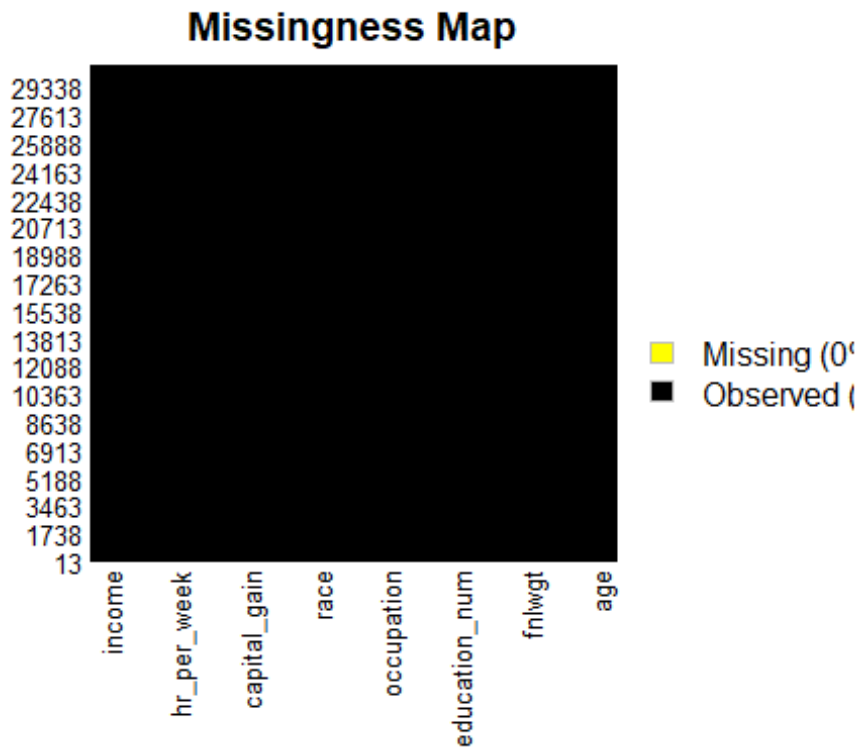 Missingness Map
29338
27613
25888
24163
22438
20713
18988
17263
15538
13813
12088
10363
8638
6913
5188
3463
1738
13
Missing (0%
Observed (
income
hr_per_week
capital_gain
race
occupation
education_num
fnlwgt
age